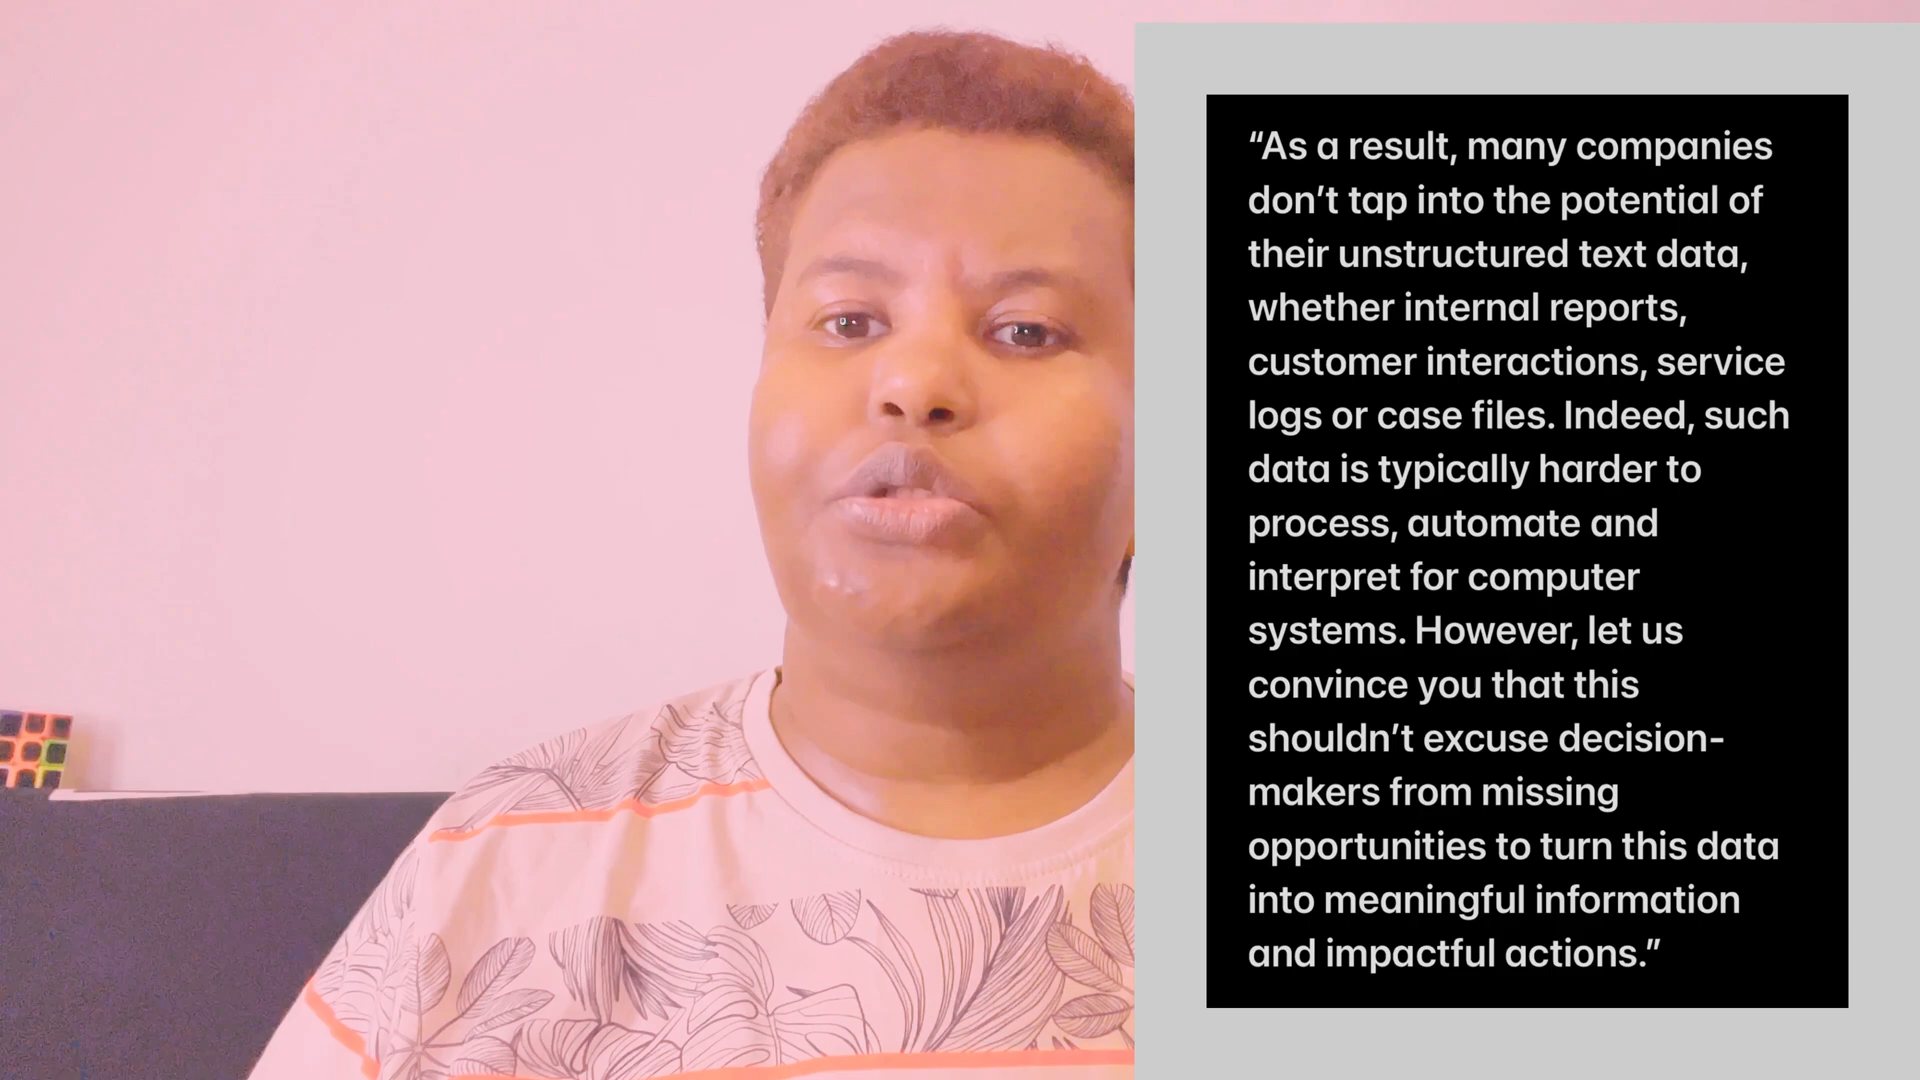 “As a result, many companies
don’t tap into the potential of
their unstructured text data,
whether internal reports,
customer interactions, service
logs or case files. Indeed, such
data is typically harder to
process, automate and
interpret for computer
systems. However, let us
convince you that this
shouldn’t excuse decision-
makers from missing
opportunities to turn this data
into meaningful information
and impactful actions.”